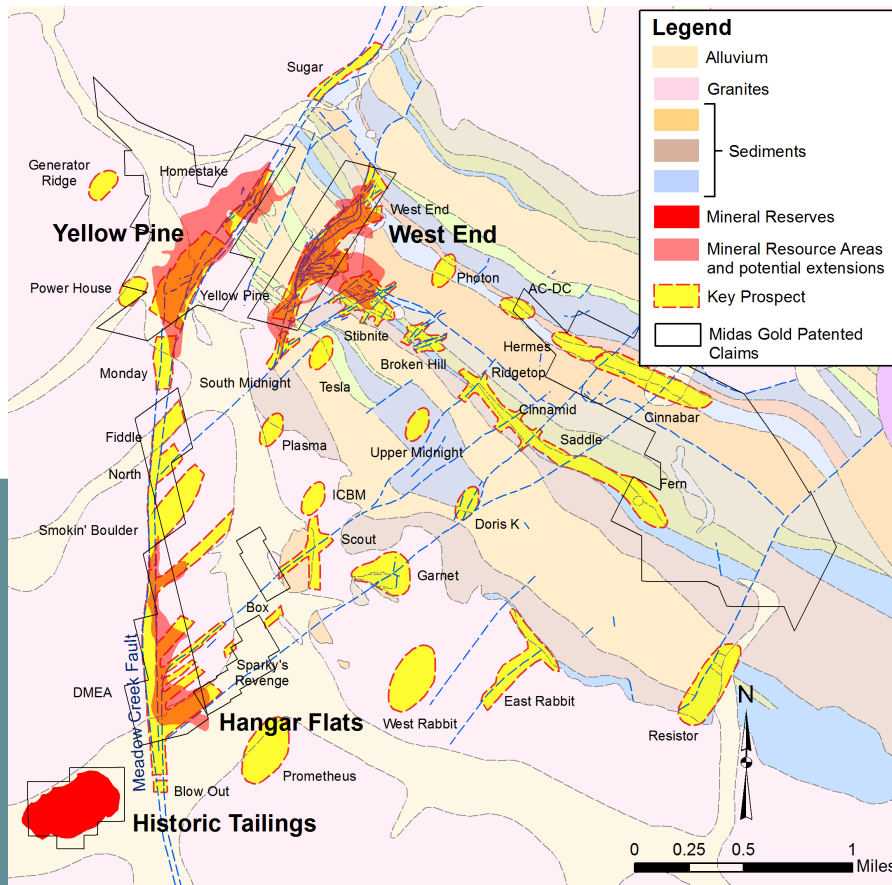 Legend
Alluvium
Granites
Sediments
Mineral Reserves
Mineral Resource Areas
and potential extensions
Key Prospect
Midas Gold Patented
Claims
Sugar
Generator
Ridge
Homestake
Yellow Pine
West End
West End
Photon
Power House
Yellow Pine
AC-DC
Stibnite
Hermes
Broken Hill
Monday
South Midnight
Tesla
Ridgetop
Cinnamid
Cinnabar
Fiddle
Plasma
Upper Midnight
Saddle
North
Fern
ICBM
Smokin' Boulder
Doris K
Scout
Garnet
Box
Meadow Creek Fault
Sparky's
Revenge
DMEA
East Rabbit
West Rabbit
Hangar Flats
Resistor
N
Prometheus
Blow Out
Historic Tailings
0 0.25 0.5 1
Miles